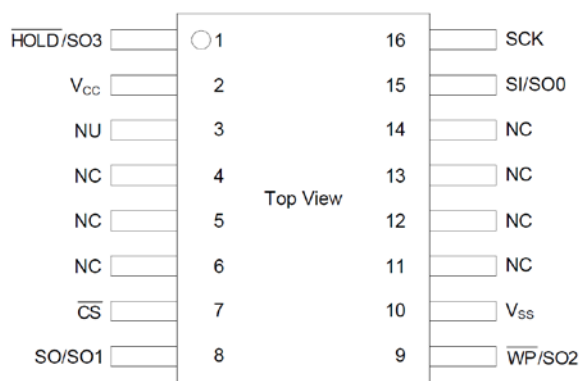 HOLD/SO3 1 16 SCK
VCC 2 15 SI/SO0
NU 3 14 NC
NC 4 13 NC
Top View
NC 5 12 NC
NC 6 11 NC
CS 7 10 VSS
SO/SO1 8 9 WP/SO2